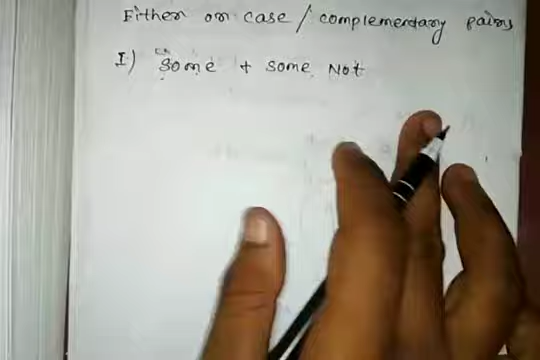 Either or case / complementary pairs
I) Some + some Not